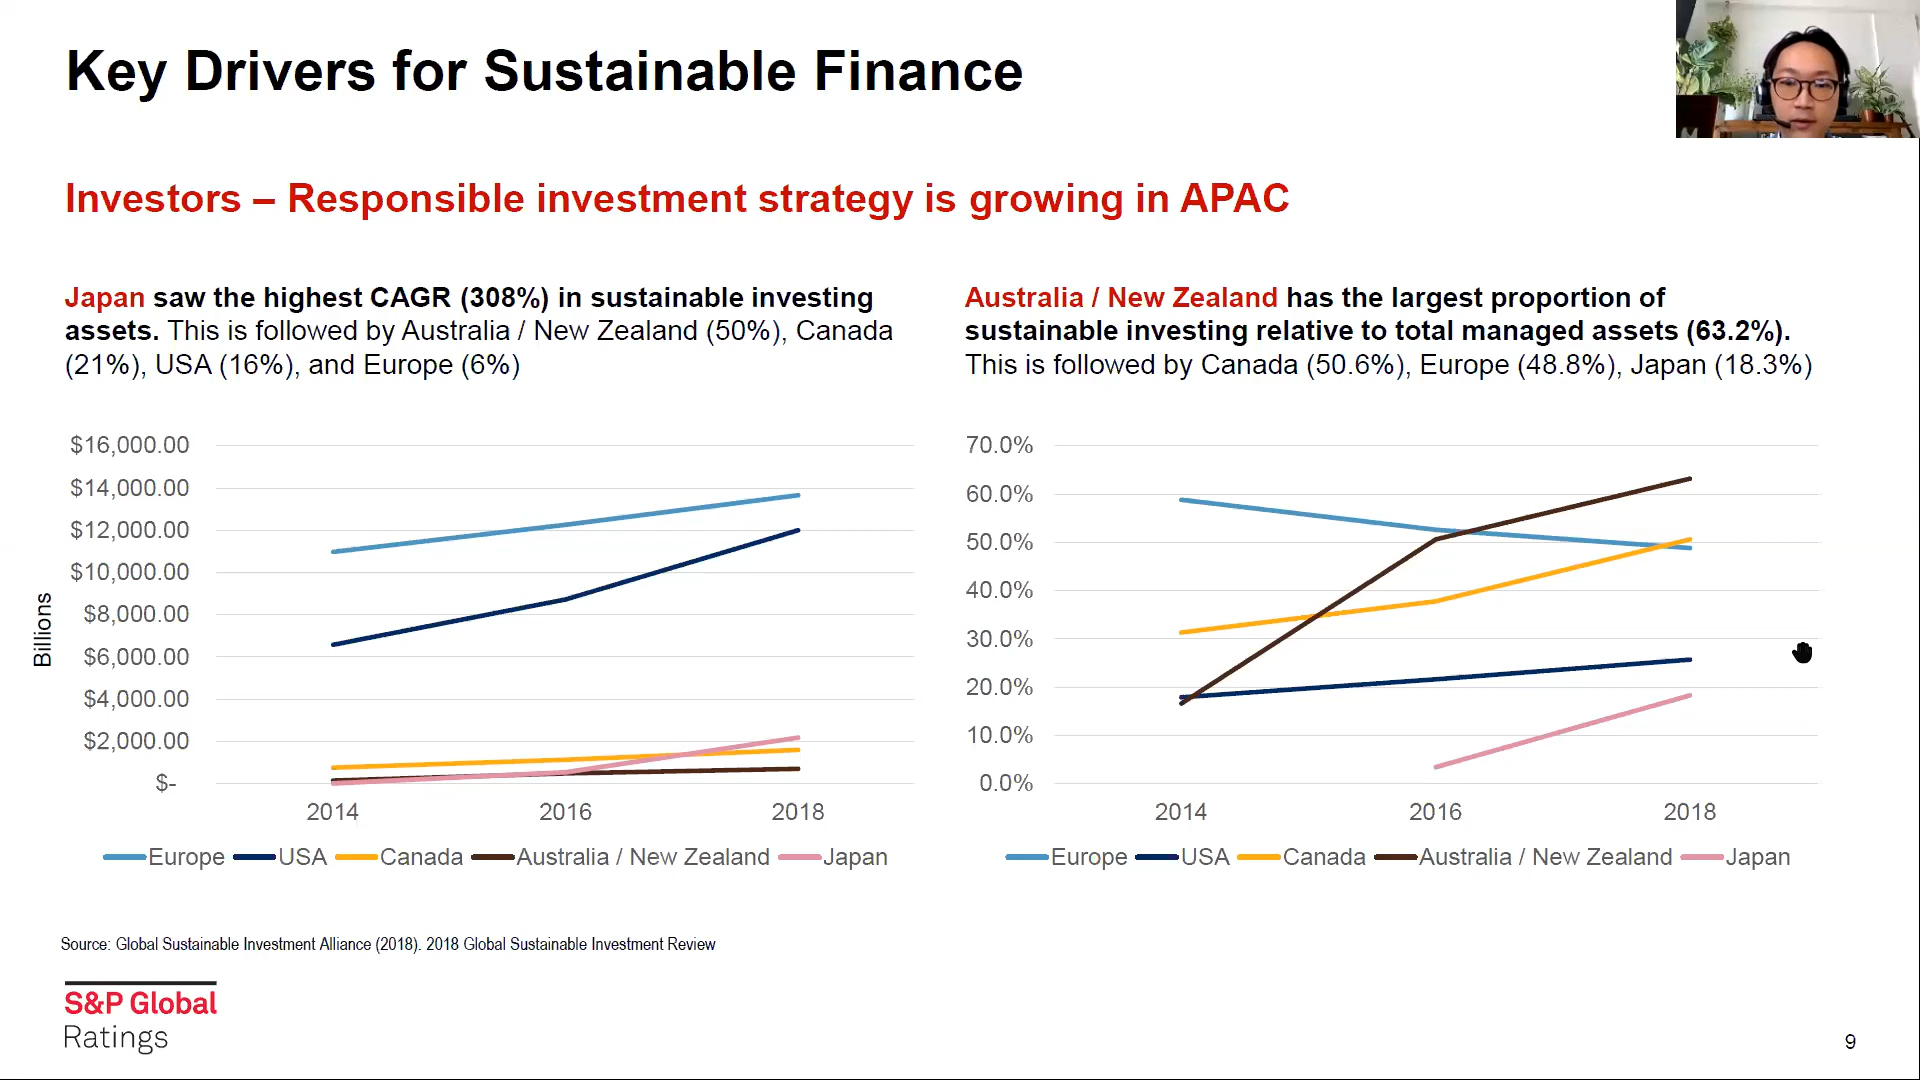 Key Drivers for Sustainable Finance
Investors – Responsible investment strategy is growing in APAC
Japan saw the highest CAGR (308%) in sustainable investing
assets. This is followed by Australia / New Zealand (50%), Canada
(21%), USA (16%), and Europe (6%)
Billions
$16,000.00
$14,000.00
$12,000.00
$10,000.00
$8,000.00
$6,000.00
$4,000.00
$2,000.00
$-
2014 2016 2018
Europe USA Canada Australia / New Zealand Japan
Australia / New Zealand has the largest proportion of
sustainable investing relative to total managed assets (63.2%).
This is followed by Canada (50.6%), Europe (48.8%), Japan (18.3%)
70.0%
60.0%
50.0%
40.0%
30.0%
20.0%
10.0%
0.0%
2014 2016 2018
Europe USA Canada Australia / New Zealand Japan
Source: Global Sustainable Investment Alliance (2018). 2018 Global Sustainable Investment Review
S&P Global
Ratings
9